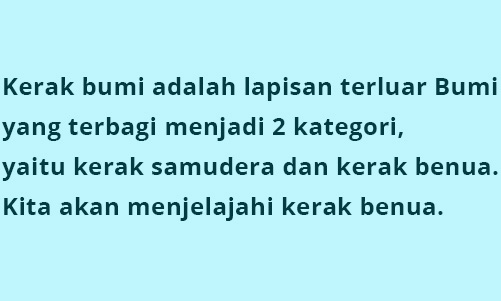 Kerak bumi adalah lapisan terluar Bumi
yang terbagi menjadi 2 kategori,
yaitu kerak samudera dan kerak benua.
Kita akan menjelajahi kerak benua.